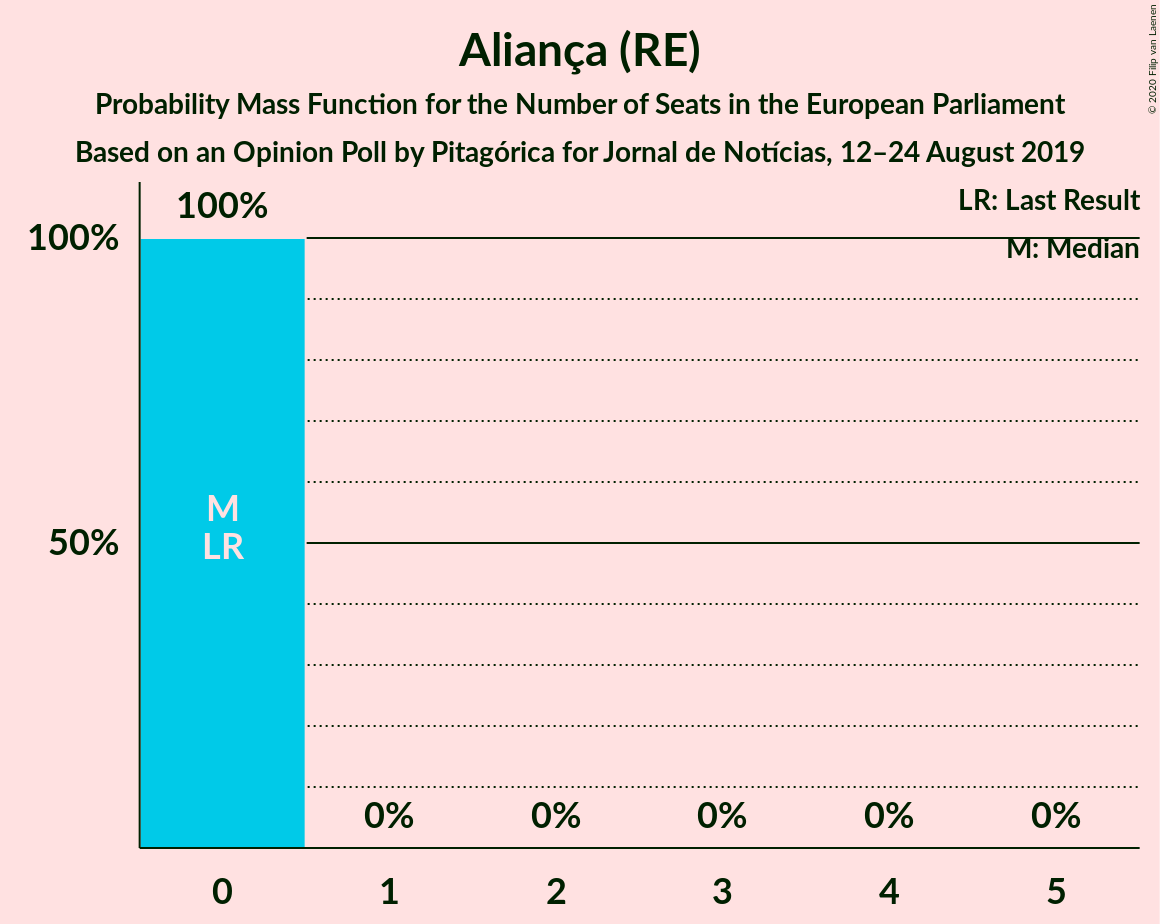 Aliança (RE)
Probability Mass Function for the Number of Seats in the European Parliament
Based on an Opinion Poll by Pitagórica for Jornal de Notícias, 12–24 August 2019
© 2020 Filip van Laenen
LR: Last Result
M: Median
100%
100%
50%
M
LR
0% 0% 0% 0% 0%
0 1 2 3 4 5